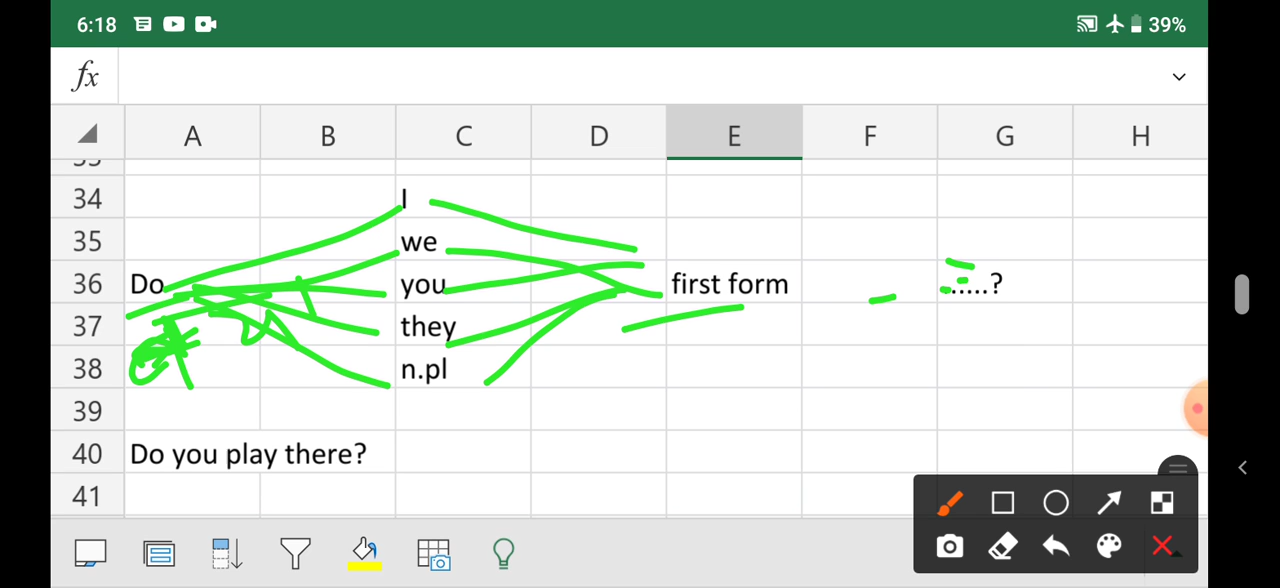 6:18 39%
fx
A B C D E F G H
34 I
35 we
36 Do you first form .....?
37 they
38 n.pl
39
40 Do you play there?
41